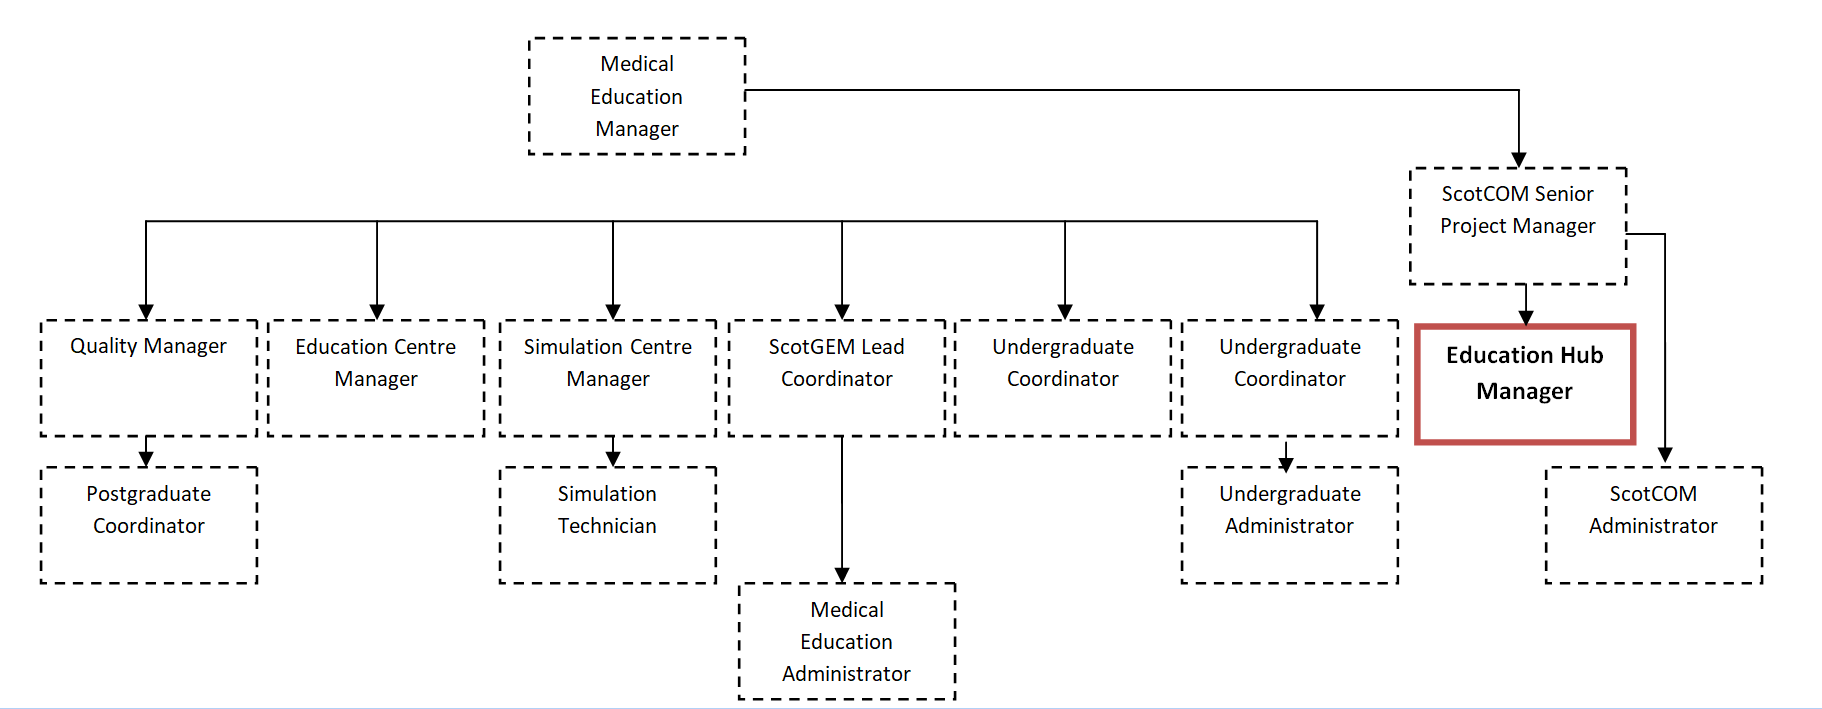 Medical
Education
Manager
ScotCOM Senior
Project Manager
Quality Manager
Education Centre
Manager
Simulation Centre
Manager
ScotGEM Lead
Coordinator
Undergraduate
Coordinator
Undergraduate
Coordinator
Education Hub
Manager
Postgraduate
Coordinator
Simulation
Technician
Undergraduate
Administrator
ScotCOM
Administrator
Medical
Education
Administrator